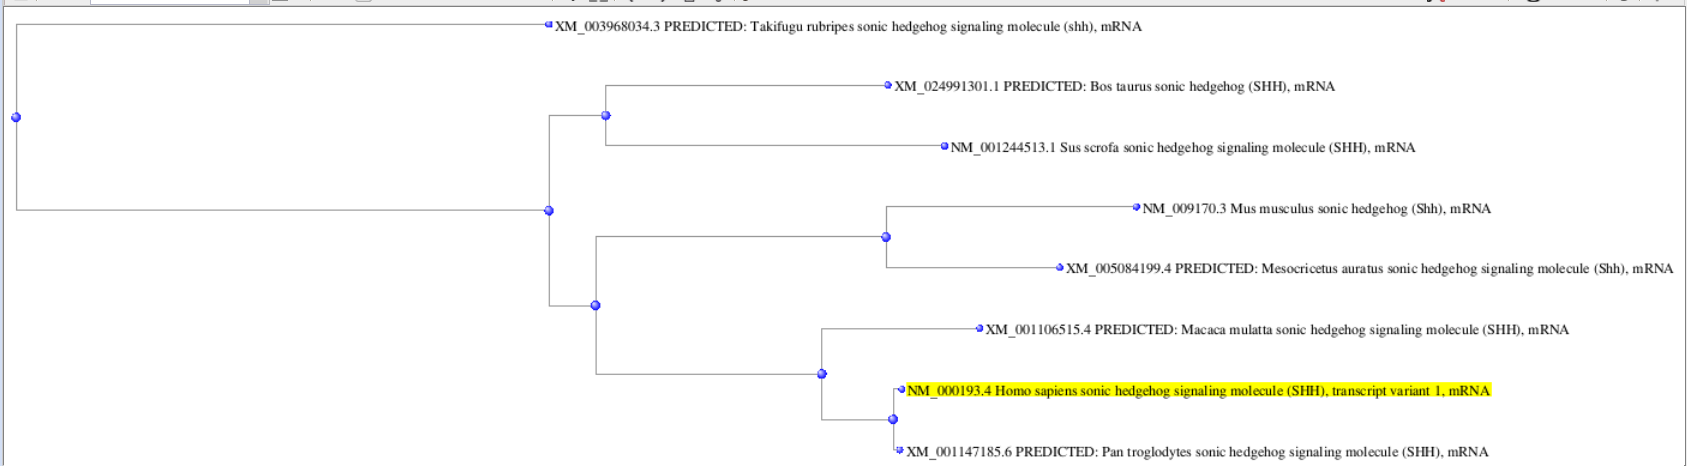 XM_003968034.3 PREDICTED: Takifugu rubripes sonic hedgehog signaling molecule (shh), mRNA
XM_024991301.1 PREDICTED: Bos taurus sonic hedgehog (SHH), mRNA
NM_001244513.1 Sus scrofa sonic hedgehog signaling molecule (SHH), mRNA
NM_009170.3 Mus musculus sonic hedgehog (Shh), mRNA
XM_005084199.4 PREDICTED: Mesocricetus auratus sonic hedgehog signaling molecule (Shh), mRNA
XM_001106515.4 PREDICTED: Macaca mulatta sonic hedgehog signaling molecule (SHH), mRNA
NM_000193.4 Homo sapiens sonic hedgehog signaling molecule (SHH), transcript variant 1, mRNA
XM_001147185.6 PREDICTED: Pan troglodytes sonic hedgehog signaling molecule (SHH), mRNA